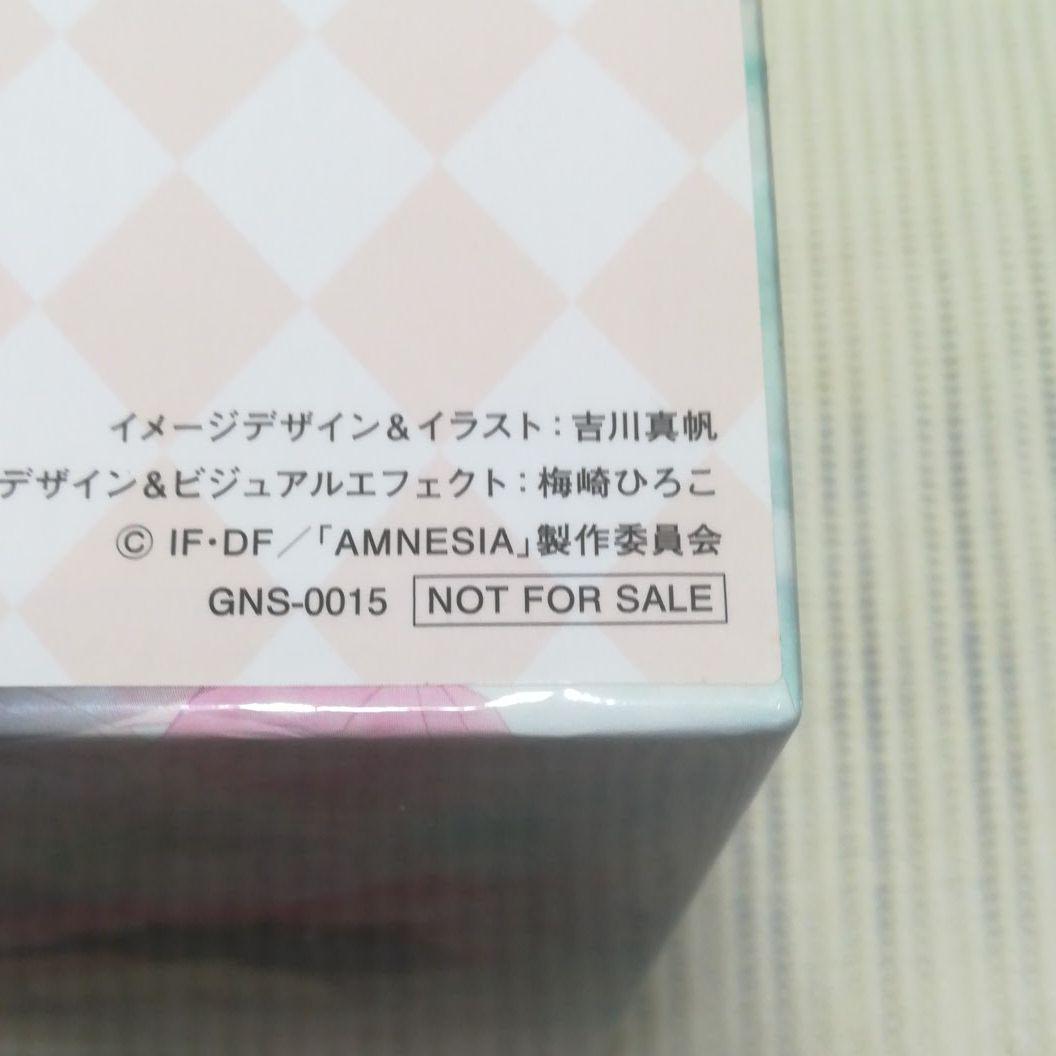 イメージデザイン&イラスト:吉川真帆
デザイン&ビジュアルエフェクト:梅崎ひろこ
© IF・DF/「AMNESIA」製作委員会
GNS-0015 NOT FOR SALE